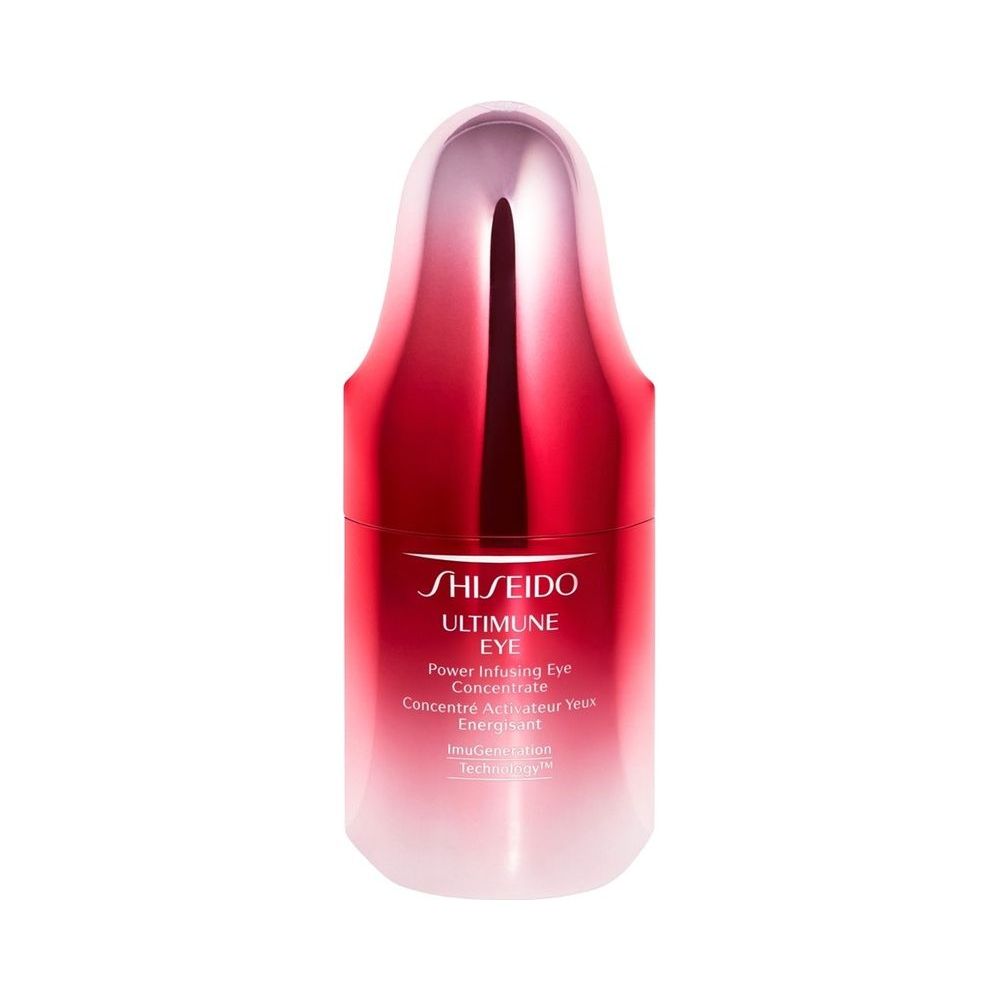 SHISEIDO
ULTIMUNE
EYE
Power Infusing Eye
Concentrate
Concentré Activateur Yeux
Energisant
ImuGeneration
Technology™